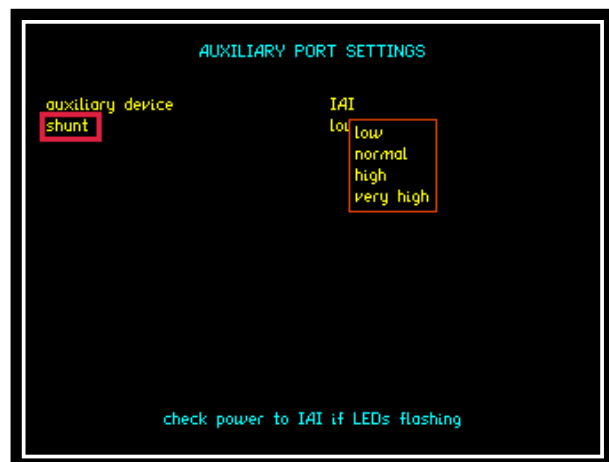 AUXILIARY PORT SETTINGS
auxiliary device IAI
shunt lou
low
normal
high
very high
check power to IAI if LEDs flashing